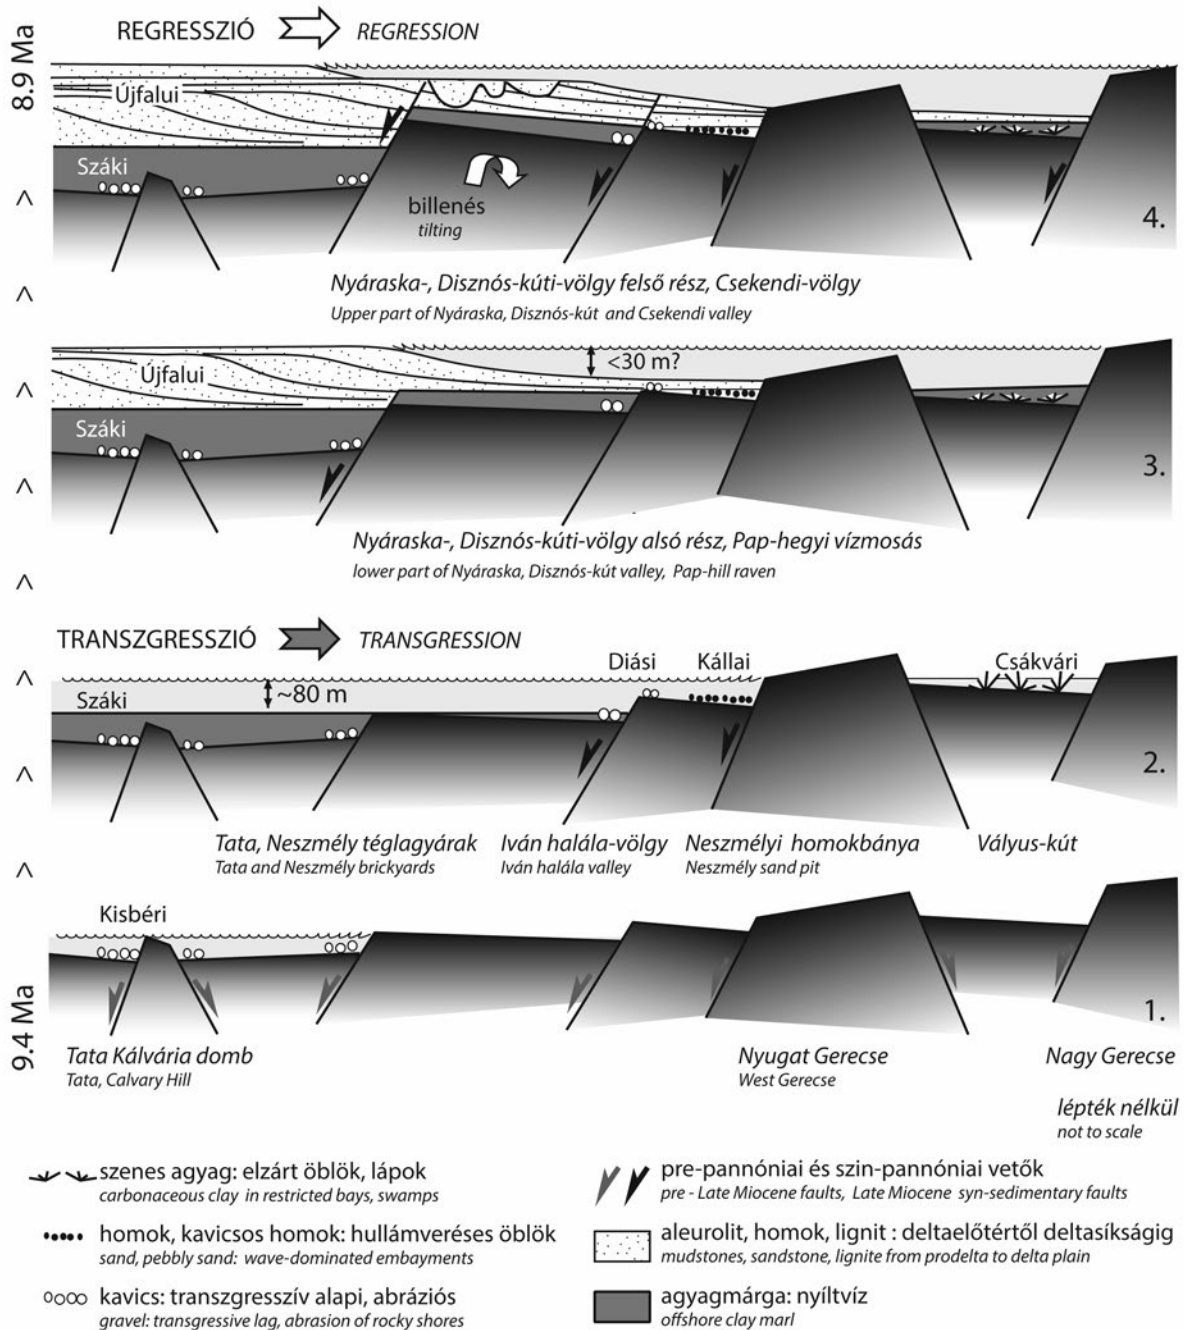 8.9 Ma
REGRESSZIÓ REGRESSION
Újfalui
Száki
billenés
tilting
4.
Nyáraska-, Disznós-kúti-völgy felső rész, Csekendi-völgy
Upper part of Nyáraska, Disznós-kút and Csekendi valley
<30 m?
Újfalui
Száki
3.
Nyáraska-, Disznós-kúti-völgy alsó rész, Pap-hegyi vízmosás
lower part of Nyáraska, Disznós-kút valley, Pap-hill raven
TRANSZGRESSZIÓ TRANSGRESSION
Diási Kállai Csákvári
Száki ~80 m
2.
Tata, Neszmély téglagyárak Iván halála-völgy Neszmélyi homokbánya Vályus-kút
Tata and Neszmély brickyards Iván halála valley Neszmély sand pit
Kisbéri
9.4 Ma
1.
Tata Kálvária domb Nyugat Gerecse Nagy Gerecse
Tata, Calvary Hill West Gerecse
lépték nélkül
not to scale
szenes agyag: elzárt öblök, lápok
carbonaceous clay in restricted bays, swamps
homok, kavicsos homok: hullámveréses öblök
sand, pebbly sand: wave-dominated embayments
kavics: transzgresszív alapi, abráziós
gravel: transgressive lag, abrasion of rocky shores
pre-pannóniai és szin-pannóniai vetők
pre - Late Miocene faults, Late Miocene syn-sedimentary faults
aleurolit, homok, lignit : deltaelőtértől deltasíkságig
mudstones, sandstone, lignite from prodelta to delta plain
agyagmárga: nyíltvíz
offshore clay marl